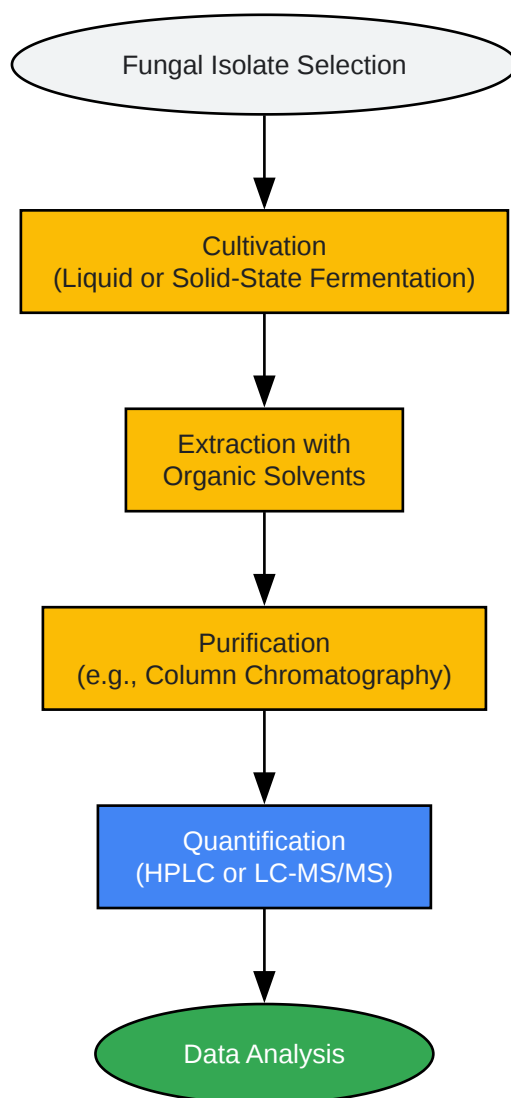 Fungal Isolate Selection
Cultivation
(Liquid or Solid-State Fermentation)
Extraction with
Organic Solvents
Purification
(e.g., Column Chromatography)
Quantification
(HPLC or LC-MS/MS)
Data Analysis